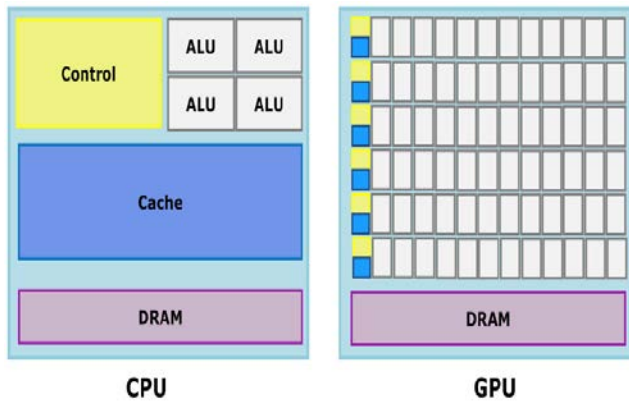 Control
ALU ALU
ALU ALU
Cache
DRAM
CPU
DRAM
GPU